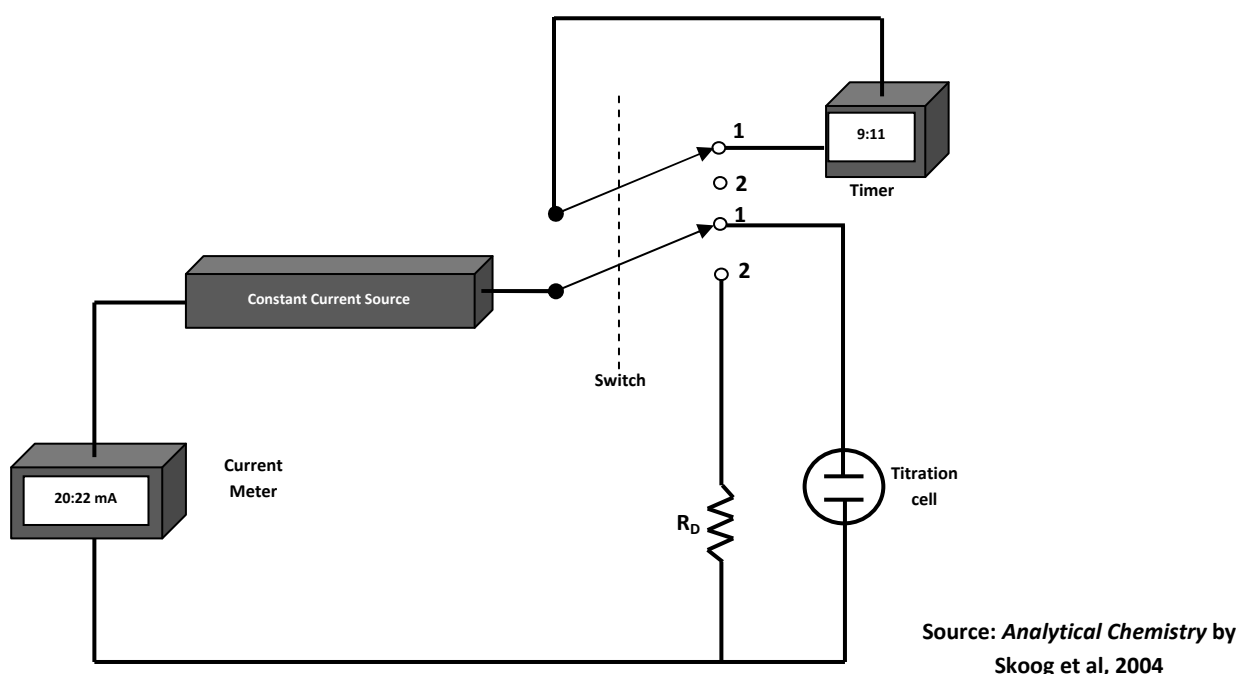 9:11
Timer
1
2
1
2
Constant Current Source
Switch
Current
Meter
20:22 mA
Titration
cell
RD
Source: Analytical Chemistry by
Skoog et al, 2004